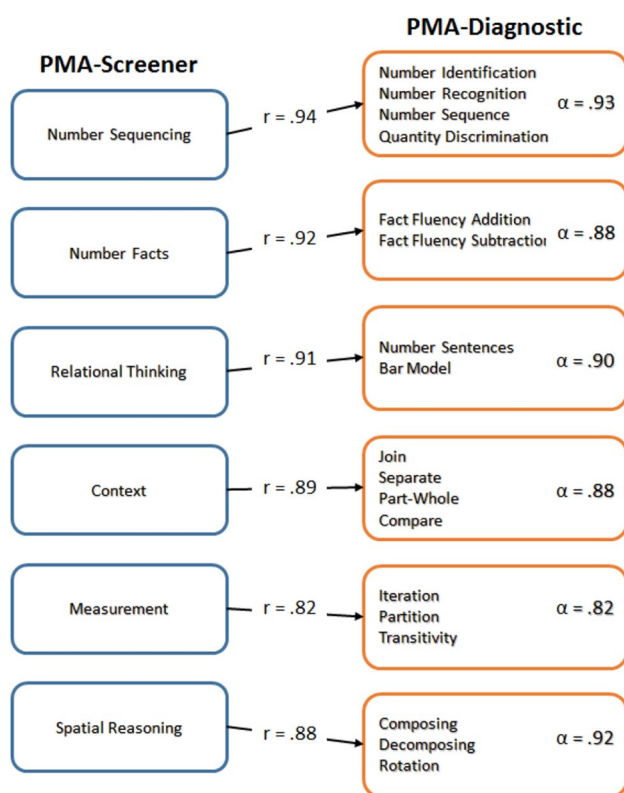 PMA-Diagnostic
PMA-Screener
Number Sequencing
r = .94
Number Identification
Number Recognition
Number Sequence
Quantity Discrimination
α = .93
Number Facts
r = .92
Fact Fluency Addition
Fact Fluency Subtraction
α = .88
Relational Thinking
r = .91
Number Sentences
Bar Model
α = .90
Context
r = .89
Join
Separate
Part-Whole
Compare
α = .88
Measurement
r = .82
Iteration
Partition
Transitivity
α = .82
Spatial Reasoning
r = .88
Composing
Decomposing
Rotation
α = .92